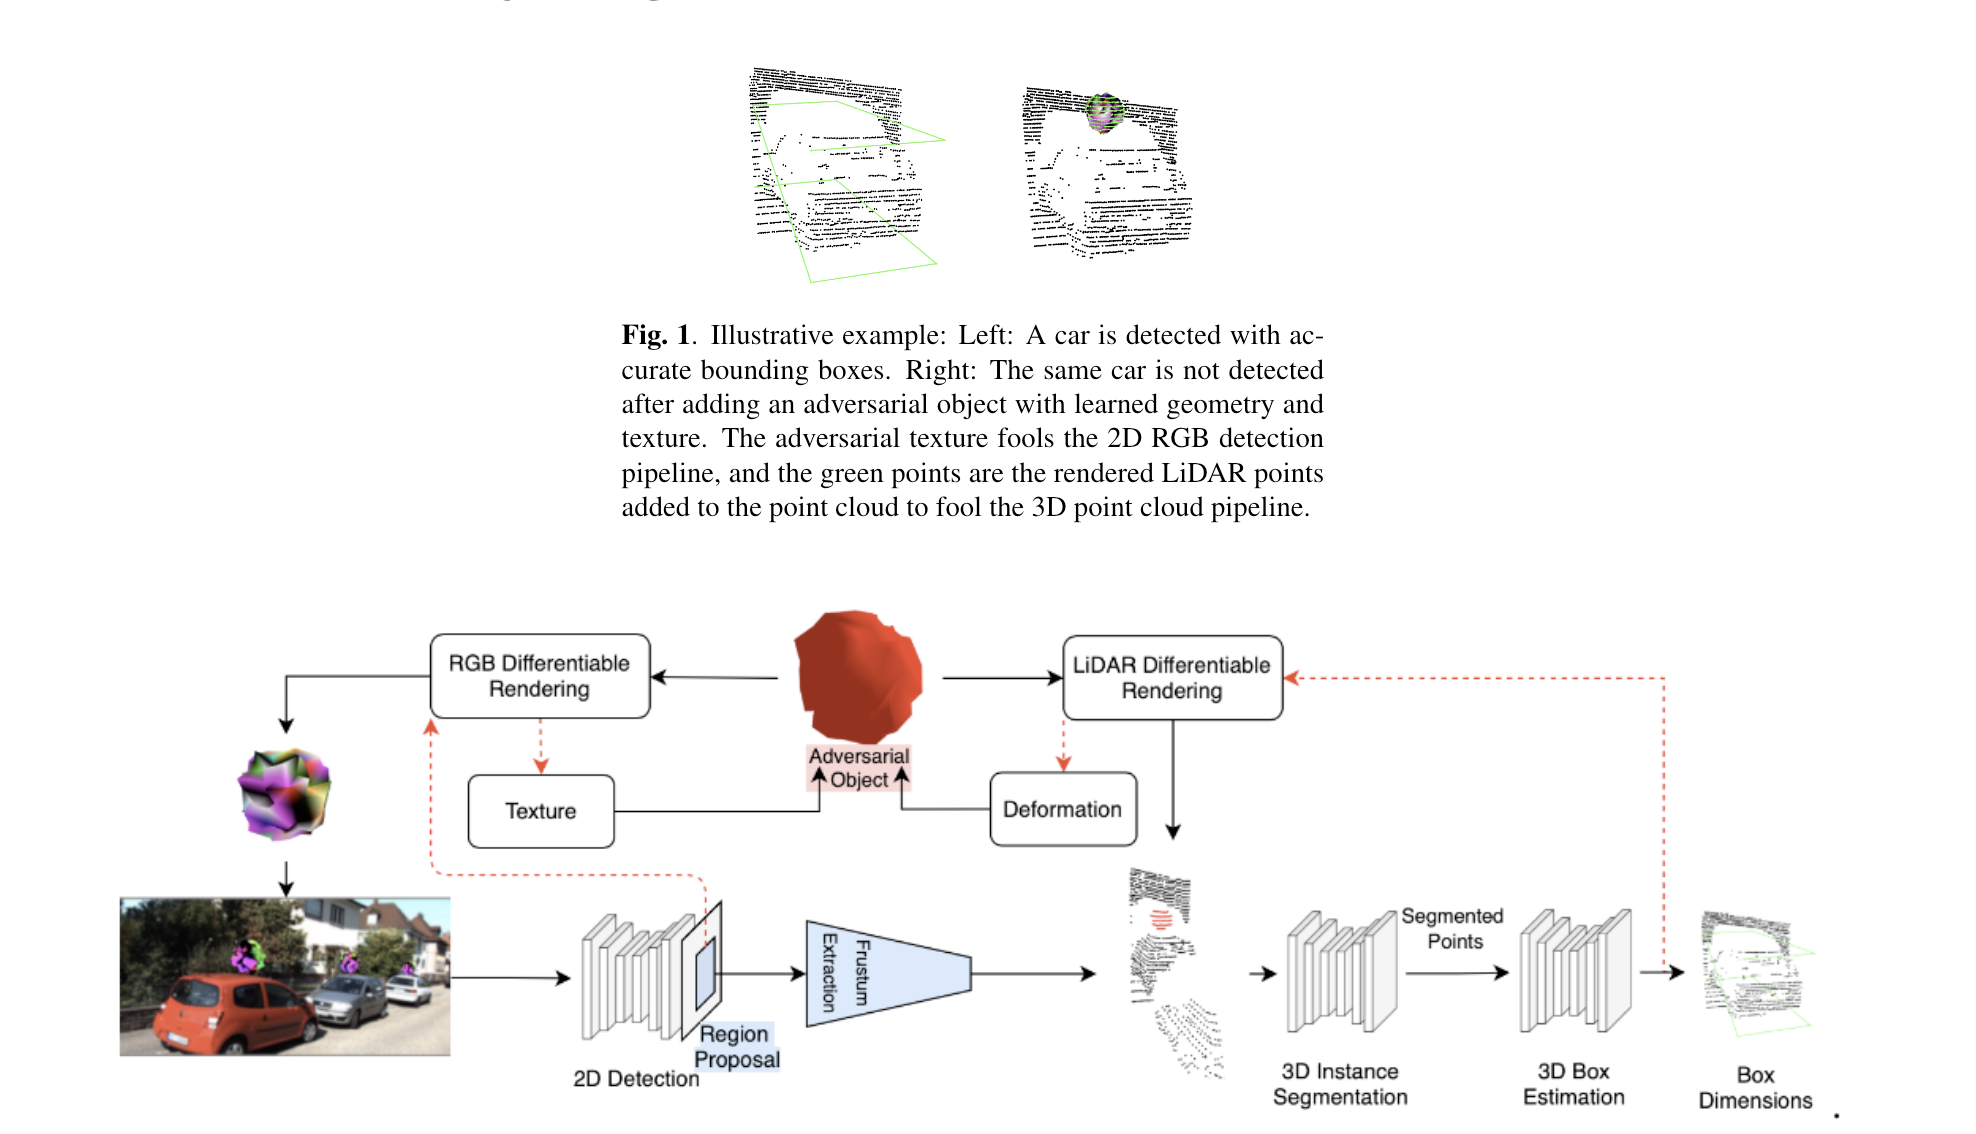 Fig. 1. Illustrative example: Left: A car is detected with ac-
curate bounding boxes. Right: The same car is not detected
after adding an adversarial object with learned geometry and
texture. The adversarial texture fools the 2D RGB detection
pipeline, and the green points are the rendered LiDAR points
added to the point cloud to fool the 3D point cloud pipeline.
RGB Differentiable
Rendering
LiDAR Differentiable
Rendering
Adversarial
Object
Texture
Deformation
Frustum
Extraction
Segmented
Points
Region
Proposal
2D Detection
3D Instance
Segmentation
3D Box
Estimation
Box
Dimensions
.